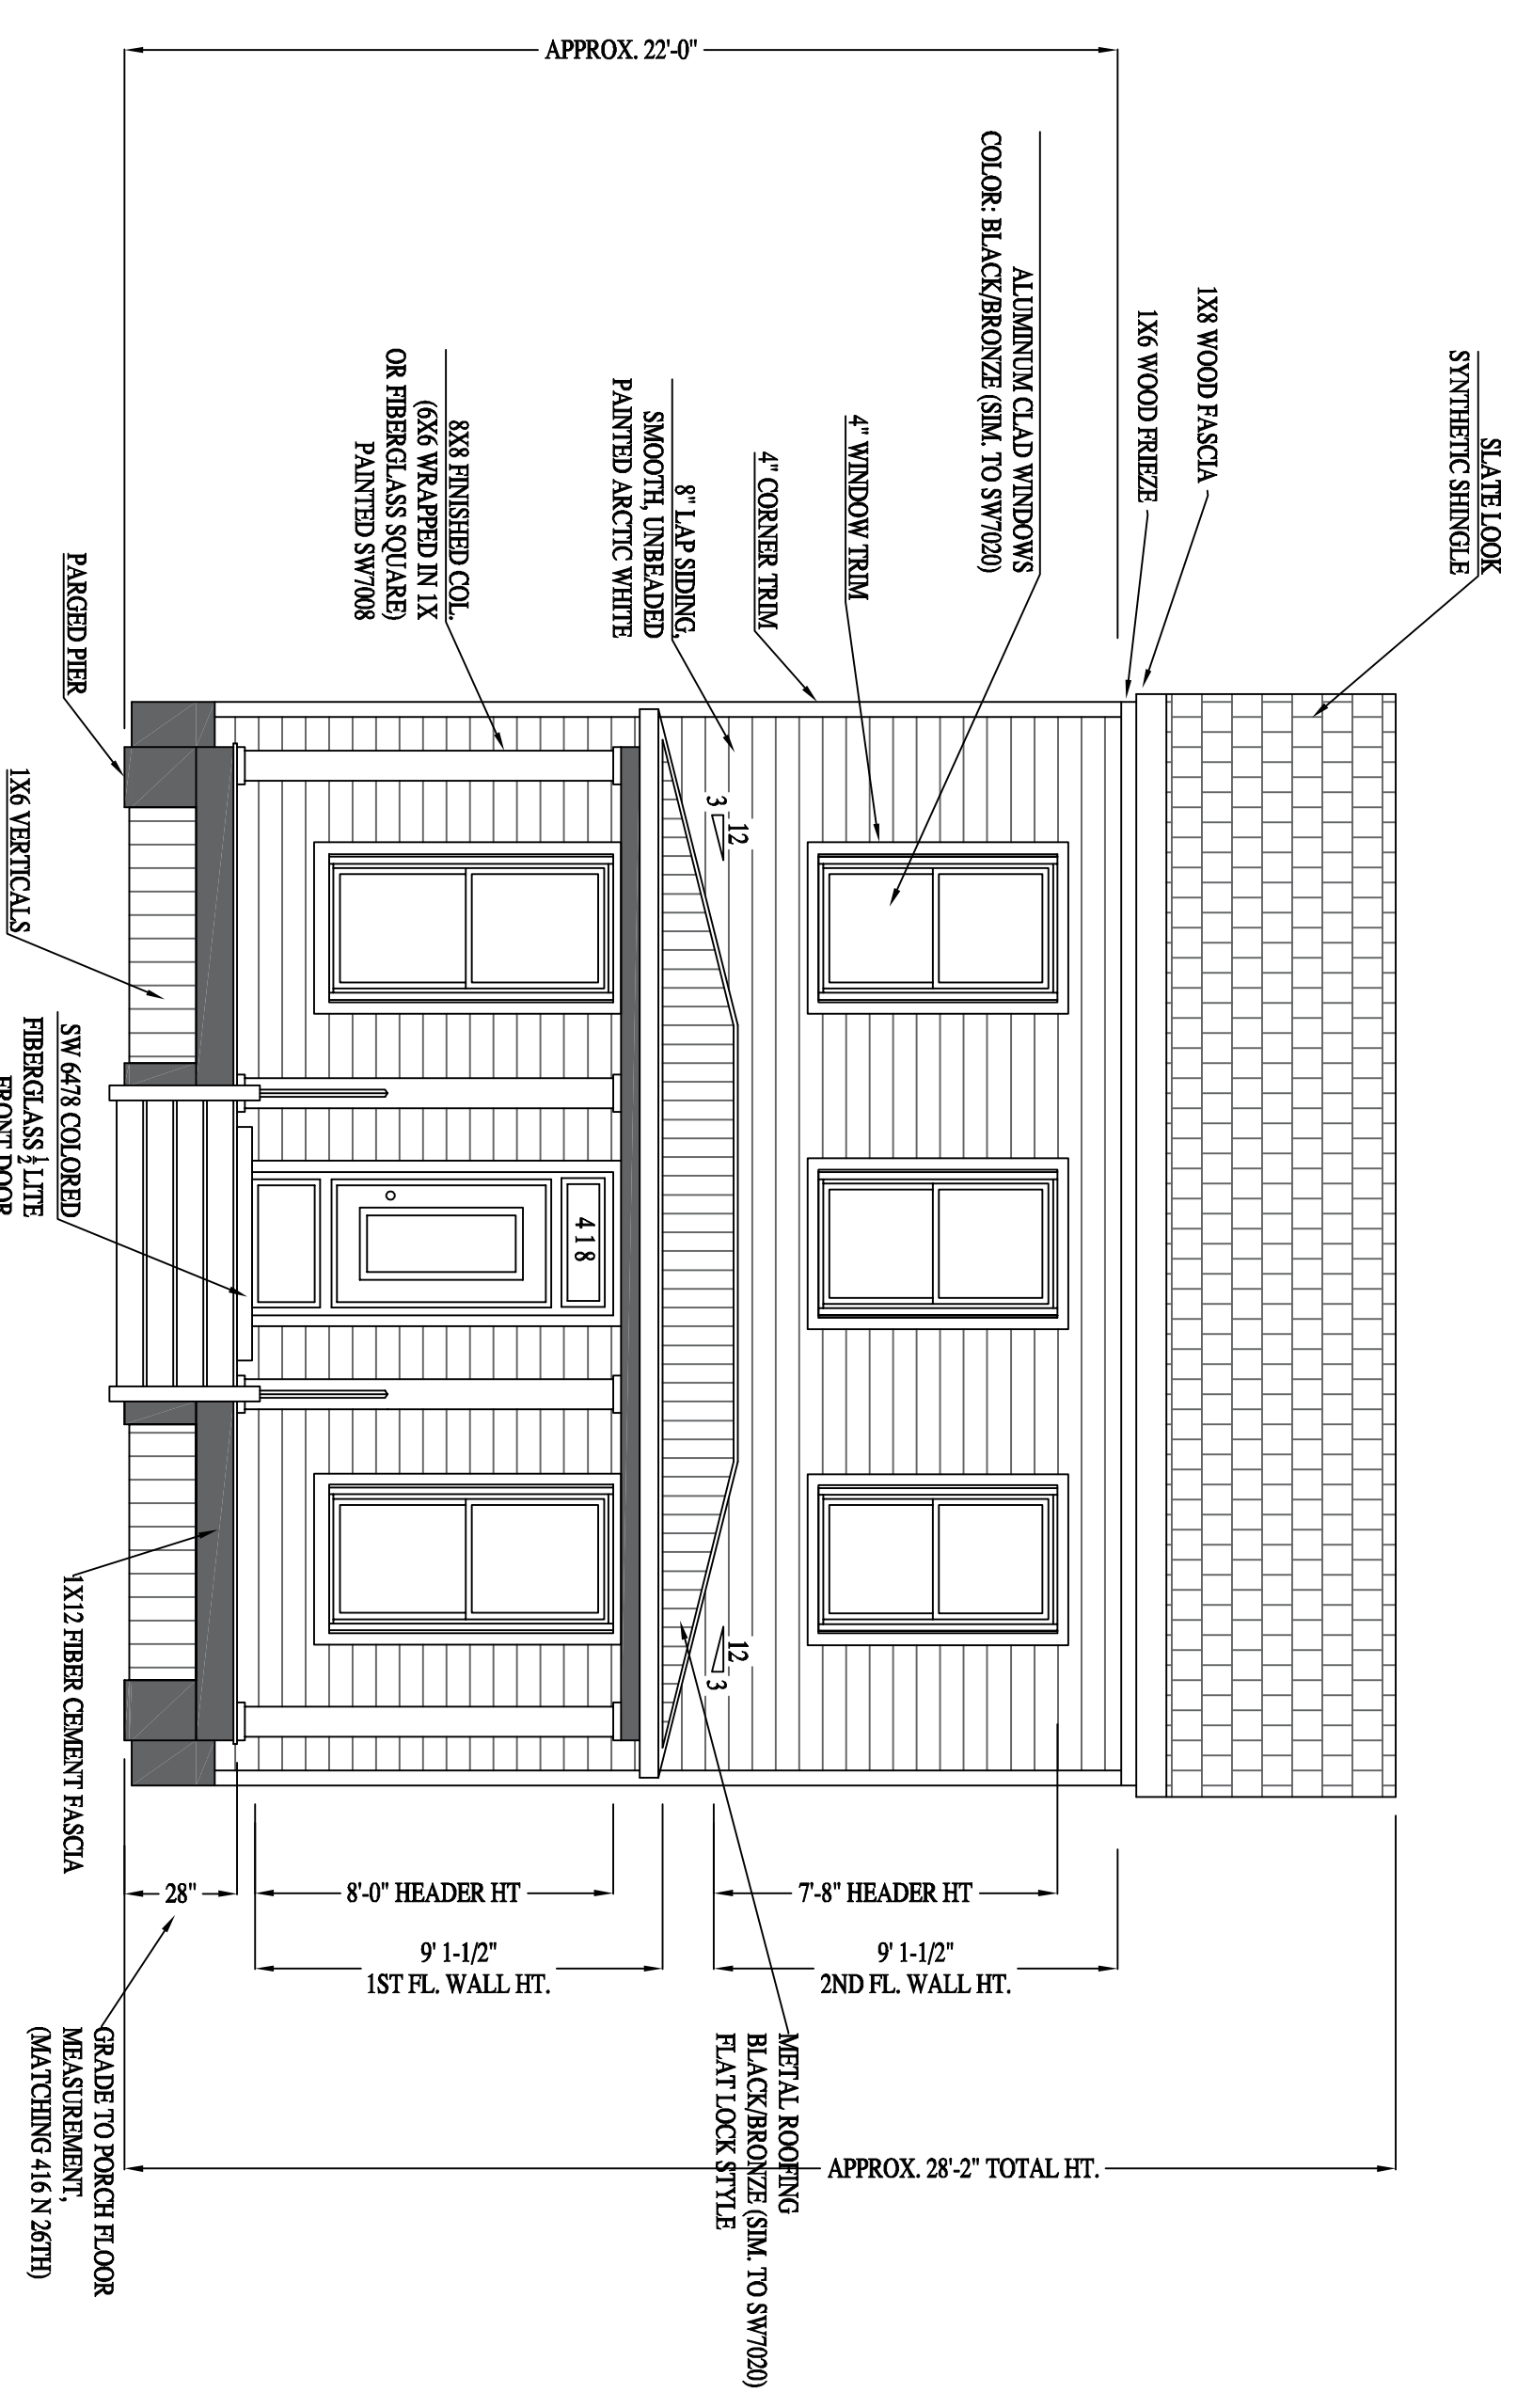 SLATE LOOK
SYNTHETIC SHINGLE
1X8 WOOD FASCIA
1X6 WOOD FRIEZE
ALUMINUM CLAD WINDOWS
COLOR: BLACK/BRONZE (SIM. TO SW7020)
4" WINDOW TRIM
4" CORNER TRIM
8" LAP SIDING,
SMOOTH, UNBEADED
PAINTED ARCTIC WHITE
8X8 FINISHED COL.
(6X6 WRAPPED IN 1X
OR FIBERGLASS SQUARE)
PAINTED SW7008
PARGED PIER
1X6 VERTICALS
SW 6478 COLORED
FIBERGLASS ½ LITE
FRONT DOOR
1X12 FIBER CEMENT FASCIA
APPROX. 22'-0"
12
3
12
3
418
7'-8" HEADER HT
9' 1-1/2"
2ND FL. WALL HT.
8'-0" HEADER HT
9' 1-1/2"
1ST FL. WALL HT.
28"
METAL ROOFING
BLACK/BRONZE (SIM. TO SW7020)
FLAT LOCK STYLE
APPROX. 28'-2" TOTAL HT.
GRADE TO PORCH FLOOR
MEASUREMENT,
(MATCHING 416 N 26TH)